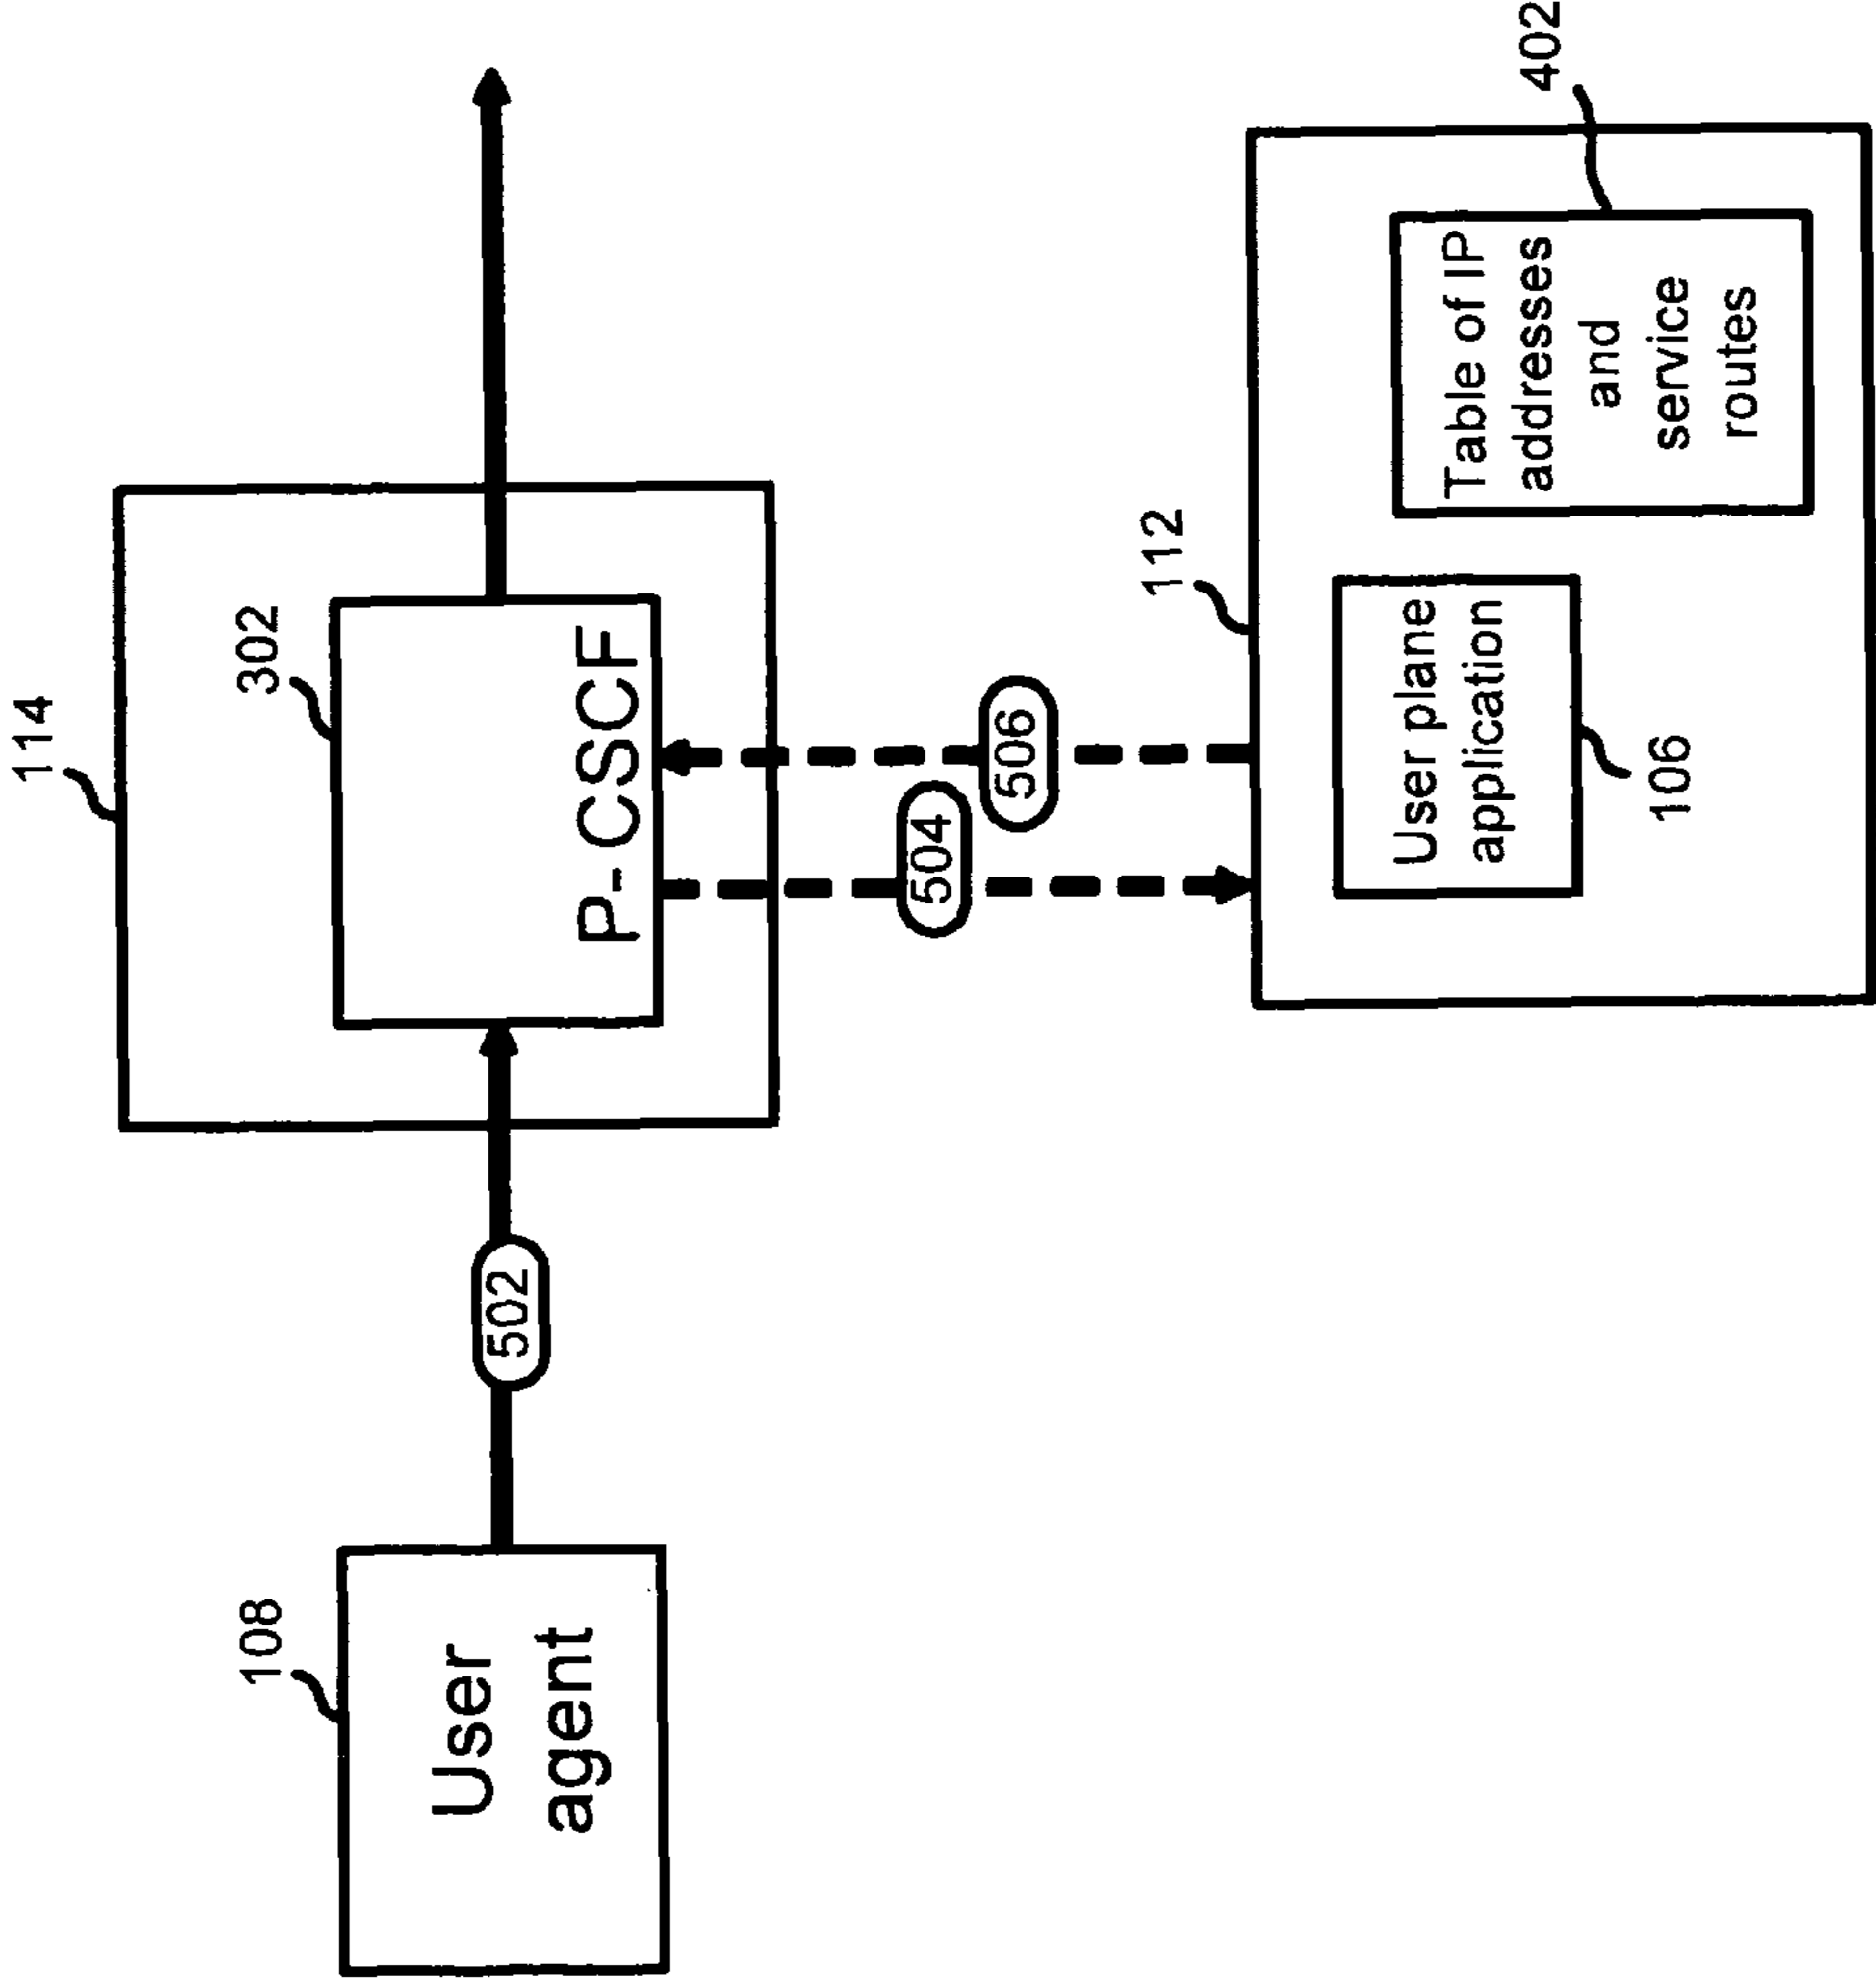 114
302
P-CSCF
108
User
agent
502
504
506
112
User plane
application
106
Table of IP
addresses
and
service
routes
402